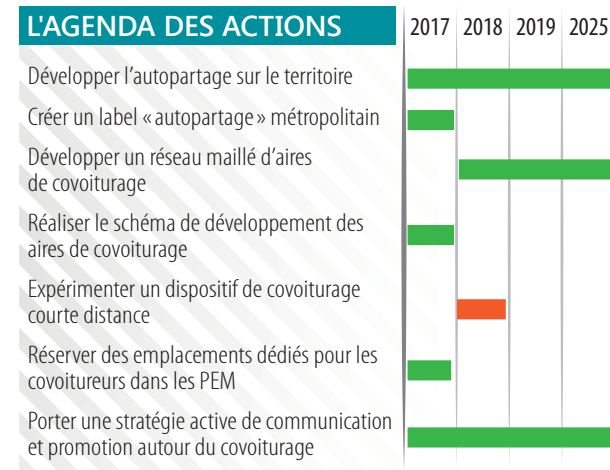 L'AGENDA DES ACTIONS 2017 2018 2019 2025
Développer l'autopartage sur le territoire
Créer un label « autopartage » métropolitain
Développer un réseau maillé d'aires
de covoiturage
Réaliser le schéma de développement des
aires de covoiturage
Expérimenter un dispositif de covoiturage
courte distance
Réserver des emplacements dédiés pour les
covoitureurs dans les PEM
Porter une stratégie active de communication
et promotion autour du covoiturage